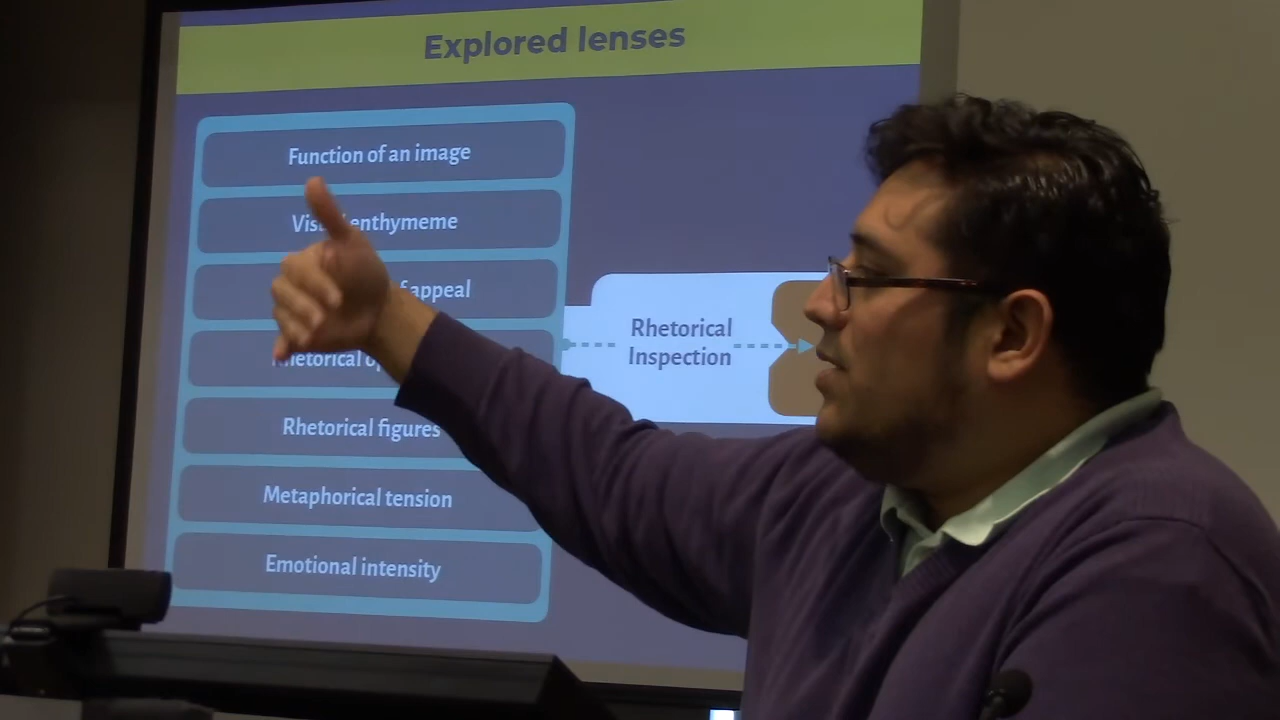 Explored lenses
Function of an image
enthymeme
appeal
Rhetorical figures
Metaphorical tension
Emotional intensity
Rhetorical
Inspection